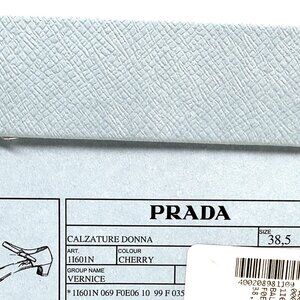 PRADA
CALZATURE DONNA
SIZE
38,5
ART.
COLOUR
1I601N
CHERRY
GROUP NAME
VERNICE
* 1I601N 069 F0E06 10 99 F 035